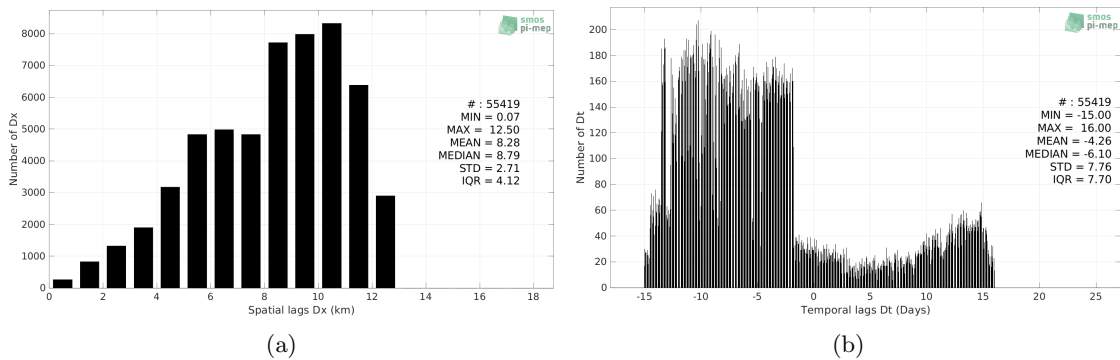 8000
7000
6000
5000
4000
3000
2000
1000
0
Number of Dx
smos
pi-mep
# : 55419
MIN = 0.07
MAX = 12.50
MEAN = 8.28
MEDIAN = 8.79
STD = 2.71
IQR = 4.12
0 2 4 6 8 10 12 14 16 18
Spatial lags Dx (km)
(a)
200
180
160
140
120
100
80
60
40
20
0
Number of Dt
smos
pi-mep
# : 55419
MIN = -15.00
MAX = 16.00
MEAN = -4.26
MEDIAN = -6.10
STD = 7.76
IQR = 7.70
-15 -10 -5 0 5 10 15 20 25
Temporal lags Dt (Days)
(b)